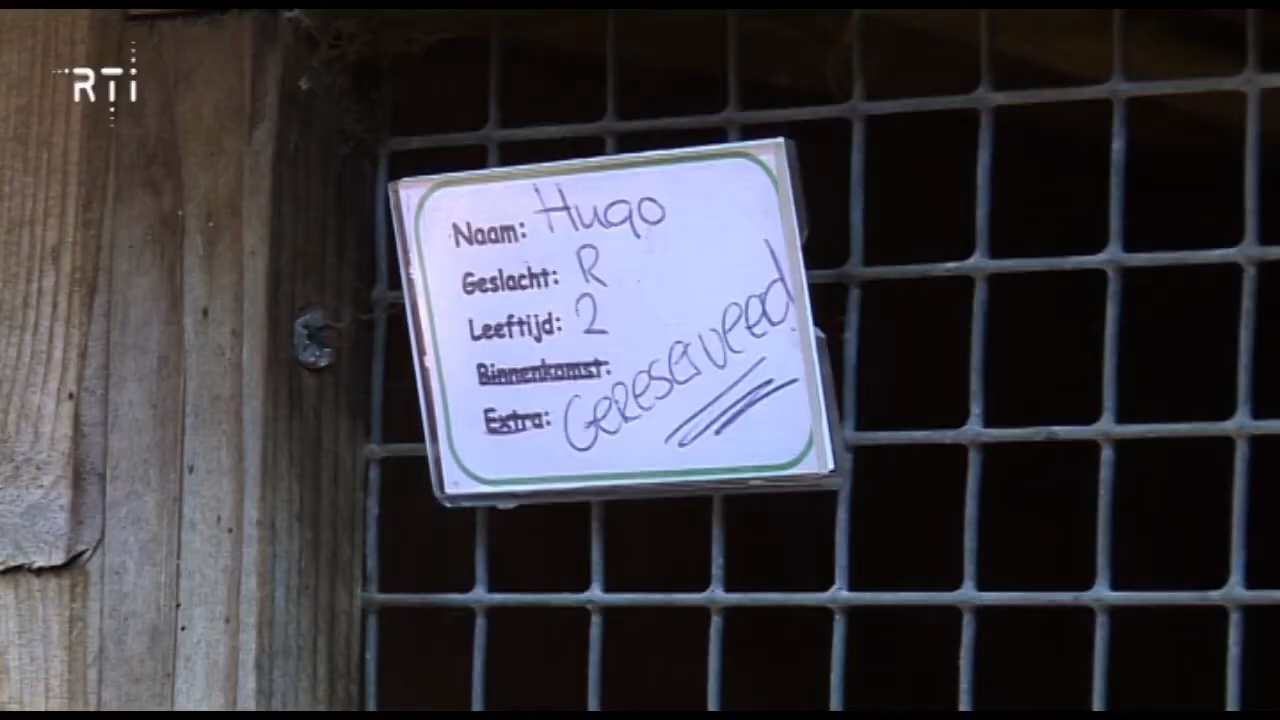 RTi
Naam: Hugo
Geslacht: R
Leeftijd: 2
Binnenkomst:
Extra: Gereserveerd!